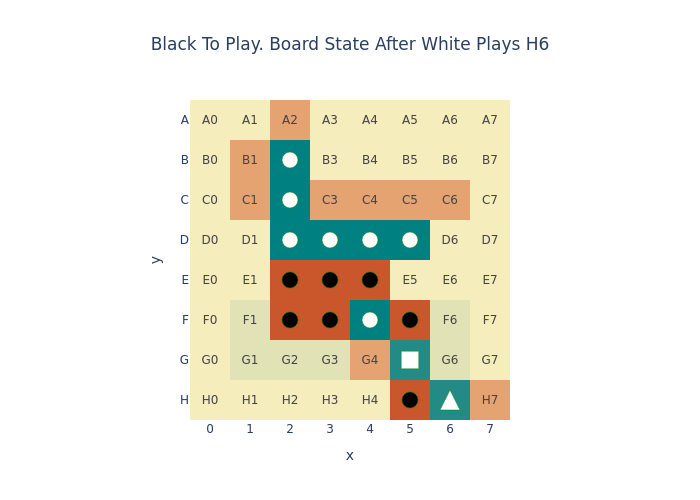 Black To Play. Board State After White Plays H6
A A0 A1 A2 A3 A4 A5 A6 A7
B B0 B1 B3 B4 B5 B6 B7
C C0 C1 C3 C4 C5 C6 C7
D D0 D1 D6 D7
y
E E0 E1 E5 E6 E7
F F0 F1 F6 F7
G G0 G1 G2 G3 G4 G6 G7
H H0 H1 H2 H3 H4 H7
0 1 2 3 4 5 6 7
x